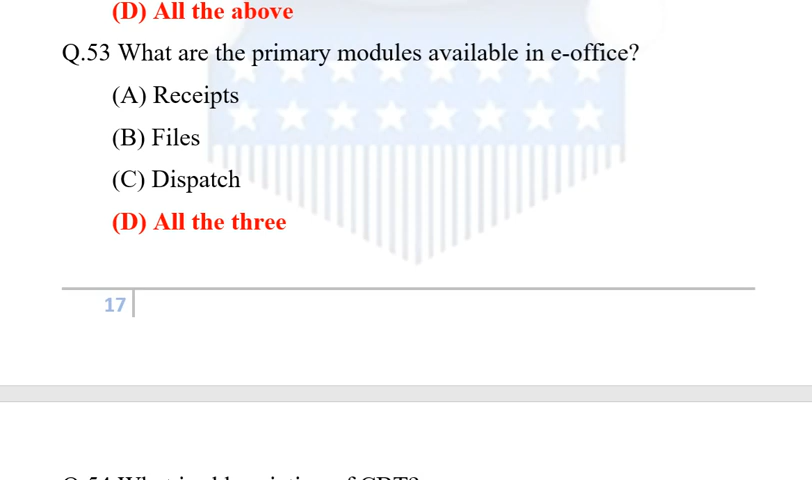 (D) All the above
Q.53 What are the primary modules available in e-office?
(A) Receipts
(B) Files
(C) Dispatch
(D) All the three
17